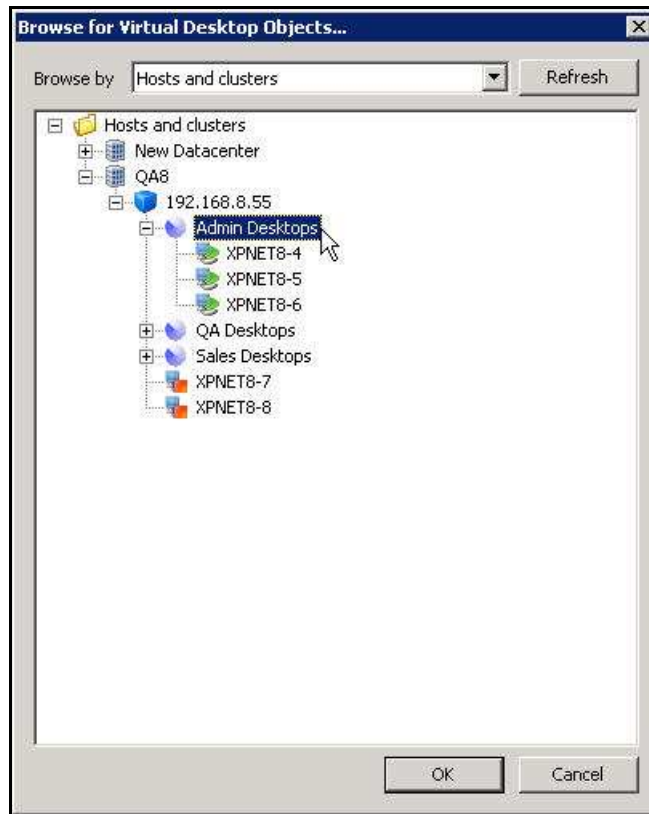 Browse for Virtual Desktop Objects...
Browse by Hosts and clusters Refresh
Hosts and clusters
New Datacenter
QA8
192.168.8.55
Admin Desktops
XPNET8-4
XPNET8-5
XPNET8-6
QA Desktops
Sales Desktops
XPNET8-7
XPNET8-8
OK Cancel